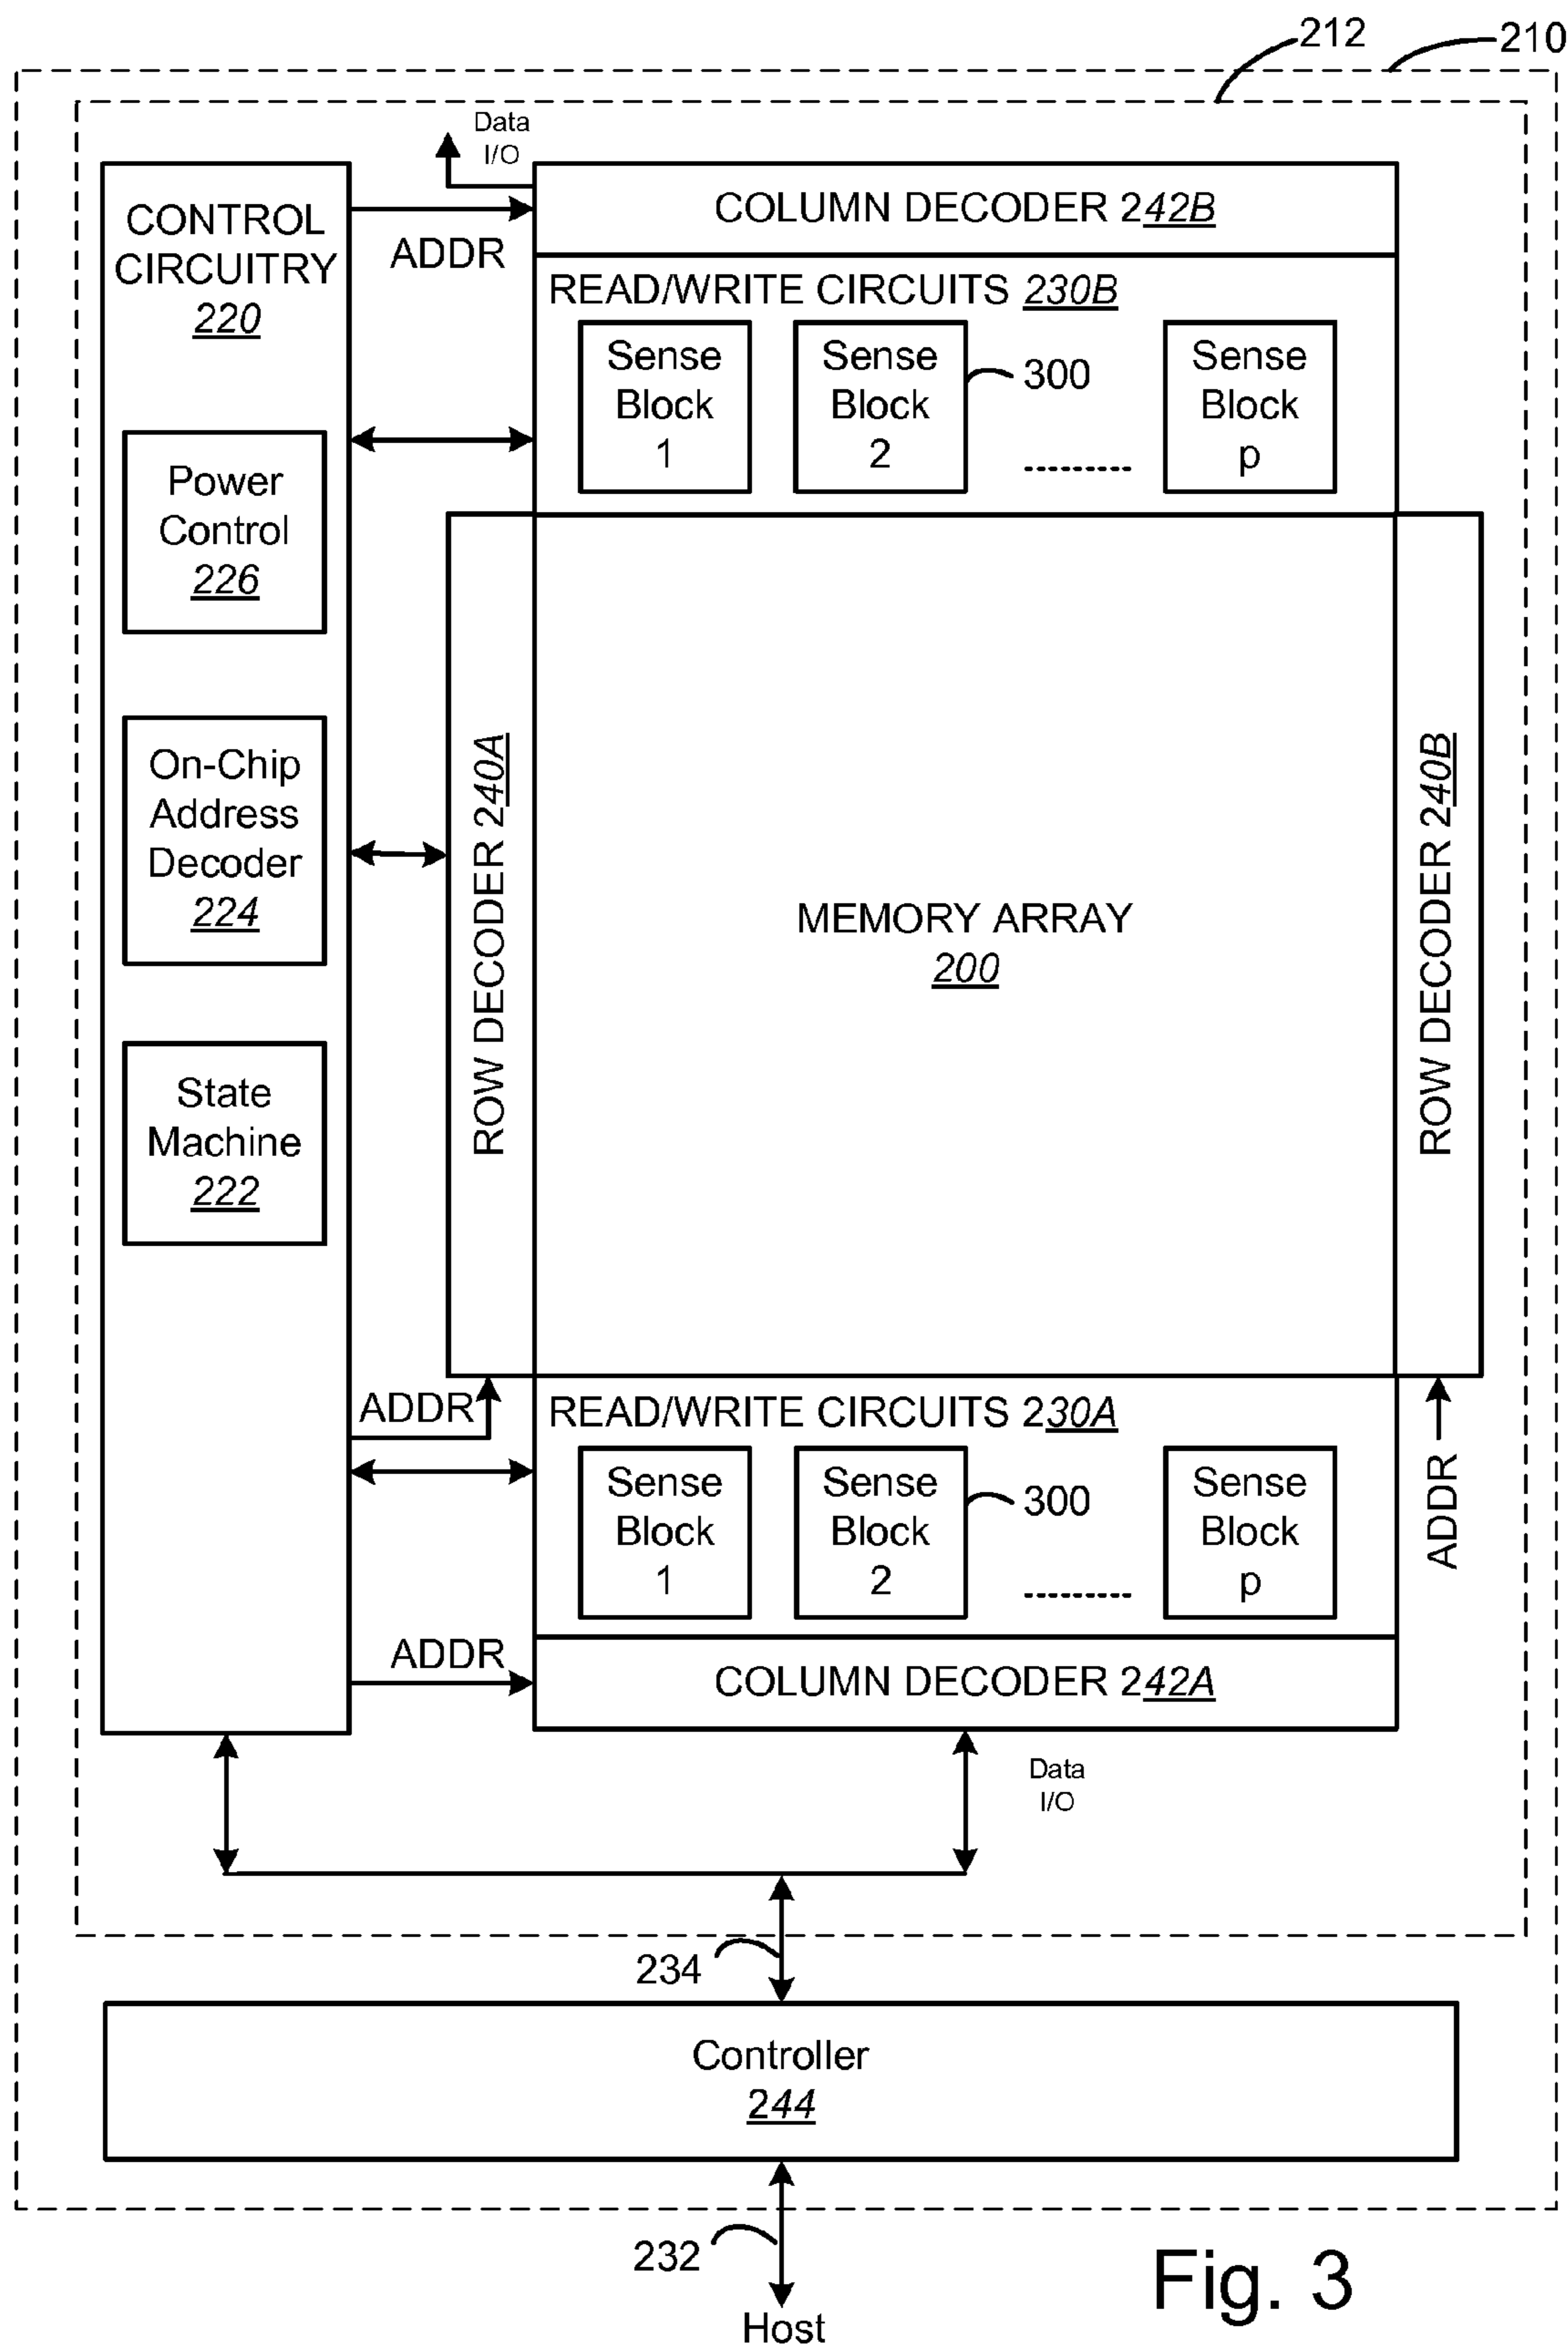 212
210
Data
I/O
CONTROL
CIRCUITRY
220
ADDR
COLUMN DECODER 242B
READ/WRITE CIRCUITS 230B
Sense
Block
1
Sense
Block
2
300
.........
Sense
Block
p
Power
Control
226
On-Chip
Address
Decoder
224
State
Machine
222
ROW DECODER 240A
MEMORY ARRAY
200
ROW DECODER 240B
ADDR
READ/WRITE CIRCUITS 230A
Sense
Block
1
Sense
Block
2
300
.........
Sense
Block
p
ADDR
ADDR
COLUMN DECODER 242A
Data
I/O
234
Controller
244
232
Host
Fig. 3